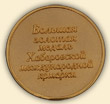 Большая
золотая
медаль
Хабаровской
международной
ярмарки